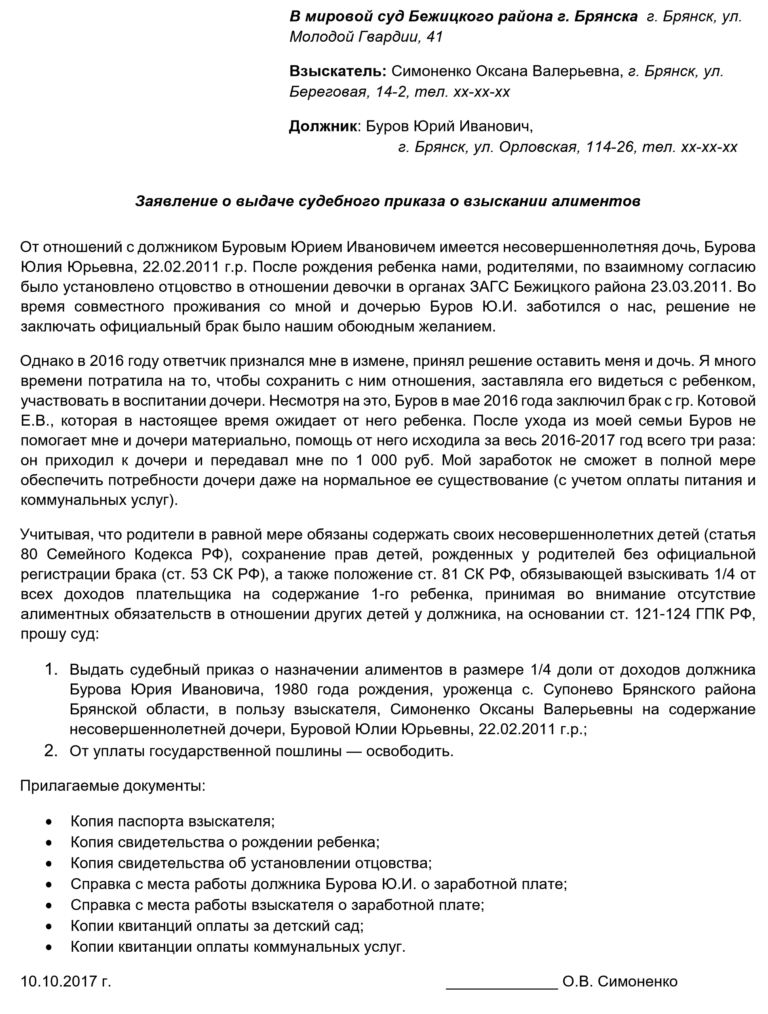 В мировой суд Бежицкого района г. Брянска г. Брянск, ул.
Молодой Гвардии, 41
Взыскатель: Симоненко Оксана Валерьевна, г. Брянск, ул.
Береговая, 14-2, тел. хх-хх-хх
Должник: Буров Юрий Иванович,
г. Брянск, ул. Орловская, 114-26, тел. хх-хх-хх
Заявление о выдаче судебного приказа о взыскании алиментов
От отношений с должником Буровым Юрием Ивановичем имеется несовершеннолетняя дочь, Бурова
Юлия Юрьевна, 22.02.2011 г.р. После рождения ребенка нами, родителями, по взаимному согласию
было установлено отцовство в отношении девочки в органах ЗАГС Бежицкого района 23.03.2011. Во
время совместного проживания со мной и дочерью Буров Ю.И. заботился о нас, решение не
заключать официальный брак было нашим обоюдным желанием.
Однако в 2016 году ответчик признался мне в измене, принял решение оставить меня и дочь. Я много
времени потратила на то, чтобы сохранить с ним отношения, заставляла его видеться с ребенком,
участвовать в воспитании дочери. Несмотря на это, Буров в мае 2016 года заключил брак с гр. Котовой
Е.В., которая в настоящее время ожидает от него ребенка. После ухода из моей семьи Буров не
помогает мне и дочери материально, помощь от него исходила за весь 2016-2017 год всего три раза:
он приходил к дочери и передавал мне по 1 000 руб. Мой заработок не сможет в полной мере
обеспечить потребности дочери даже на нормальное ее существование (с учетом оплаты питания и
коммунальных услуг).
Учитывая, что родители в равной мере обязаны содержать своих несовершеннолетних детей (статья
80 Семейного Кодекса РФ), сохранение прав детей, рожденных у родителей без официальной
регистрации брака (ст. 53 СК РФ), а также положение ст. 81 СК РФ, обязывающей взыскивать 1/4 от
всех доходов плательщика на содержание 1-го ребенка, принимая во внимание отсутствие
алиментных обязательств в отношении других детей у должника, на основании ст. 121-124 ГПК РФ,
прошу суд:
1. Выдать судебный приказ о назначении алиментов в размере 1/4 доли от доходов должника
Бурова Юрия Ивановича, 1980 года рождения, уроженца с. Супонево Брянского района
Брянской области, в пользу взыскателя, Симоненко Оксаны Валерьевны на содержание
несовершеннолетней дочери, Буровой Юлии Юрьевны, 22.02.2011 г.р.;
2. От уплаты государственной пошлины — освободить.
Прилагаемые документы:
• Копия паспорта взыскателя;
• Копия свидетельства о рождении ребенка;
• Копия свидетельства об установлении отцовства;
• Справка с места работы должника Бурова Ю.И. о заработной плате;
• Справка с места работы взыскателя о заработной плате;
• Копии квитанций оплаты за детский сад;
• Копии квитанции оплаты коммунальных услуг.
10.10.2017 г. _____________ О.В. Симоненко